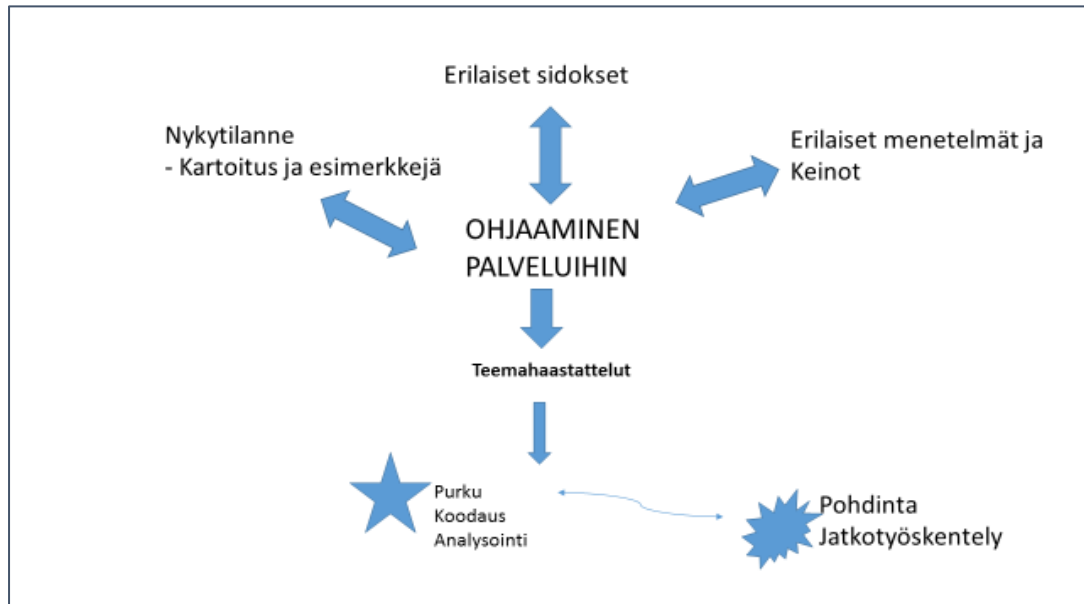 Erilaiset sidokset
Nykytilanne
- Kartoitus ja esimerkkejä
Erilaiset menetelmät ja
Keinot
OHJAAMINEN
PALVELUIHIN
Teemahaastattelut
Purku
Koodaus
Analysointi
Pohdinta
Jatkotyöskentely